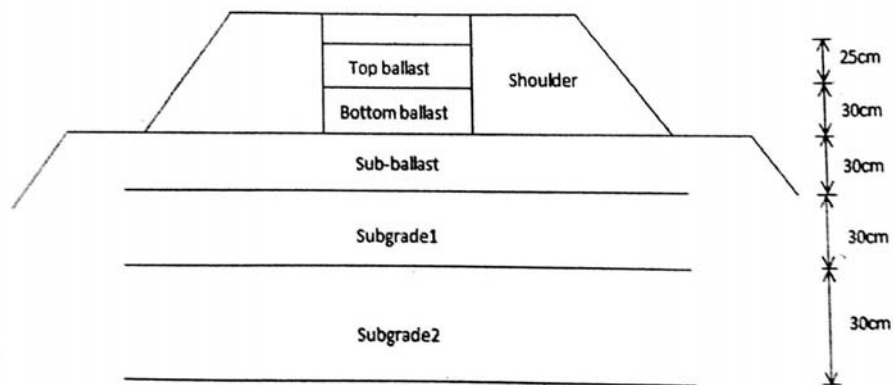 Top ballast
Shoulder
25cm
Bottom ballast
30cm
Sub-ballast
30cm
Subgrade1
30cm
Subgrade2
30cm